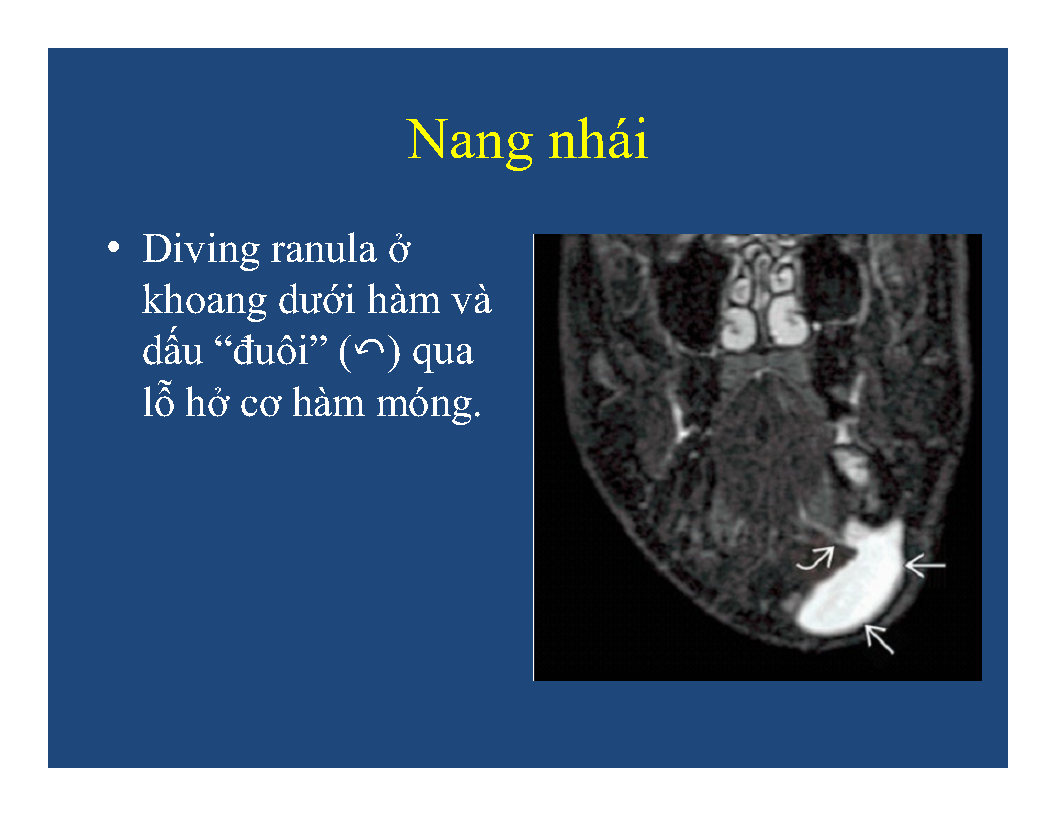 Nang nhái
• Diving ranula ở
khoang dưới hàm và
dấu “đuôi” (⤺) qua
lỗ hở cơ hàm móng.